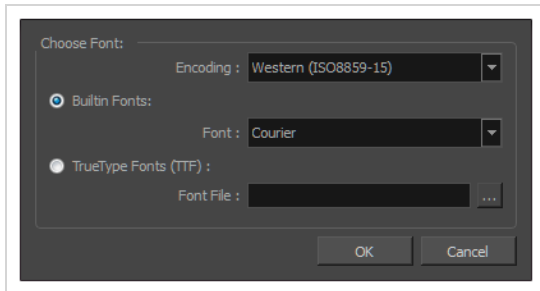 Choose Font:
Encoding : Western (ISO8859-15)
Builtin Fonts:
Font : Courier
TrueType Fonts (TTF) :
Font File : ...
OK Cancel